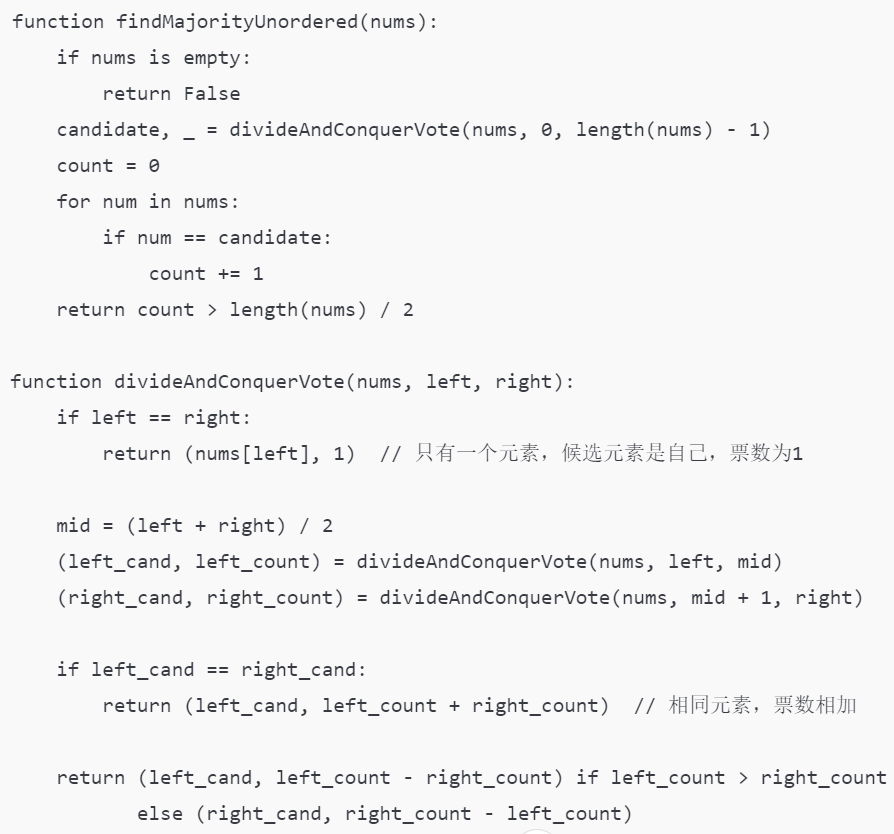 function findMajorityUnordered(nums):
    if nums is empty:
        return False
    candidate, _ = divideAndConquerVote(nums, 0, length(nums) - 1)
    count = 0
    for num in nums:
        if num == candidate:
            count += 1
    return count > length(nums) / 2

function divideAndConquerVote(nums, left, right):
    if left == right:
        return (nums[left], 1)  // 只有一个元素，候选元素是自己，票数为1

    mid = (left + right) / 2
    (left_cand, left_count) = divideAndConquerVote(nums, left, mid)
    (right_cand, right_count) = divideAndConquerVote(nums, mid + 1, right)

    if left_cand == right_cand:
        return (left_cand, left_count + right_count)  // 相同元素，票数相加

    return (left_cand, left_count - right_count) if left_count > right_count
           else (right_cand, right_count - left_count)